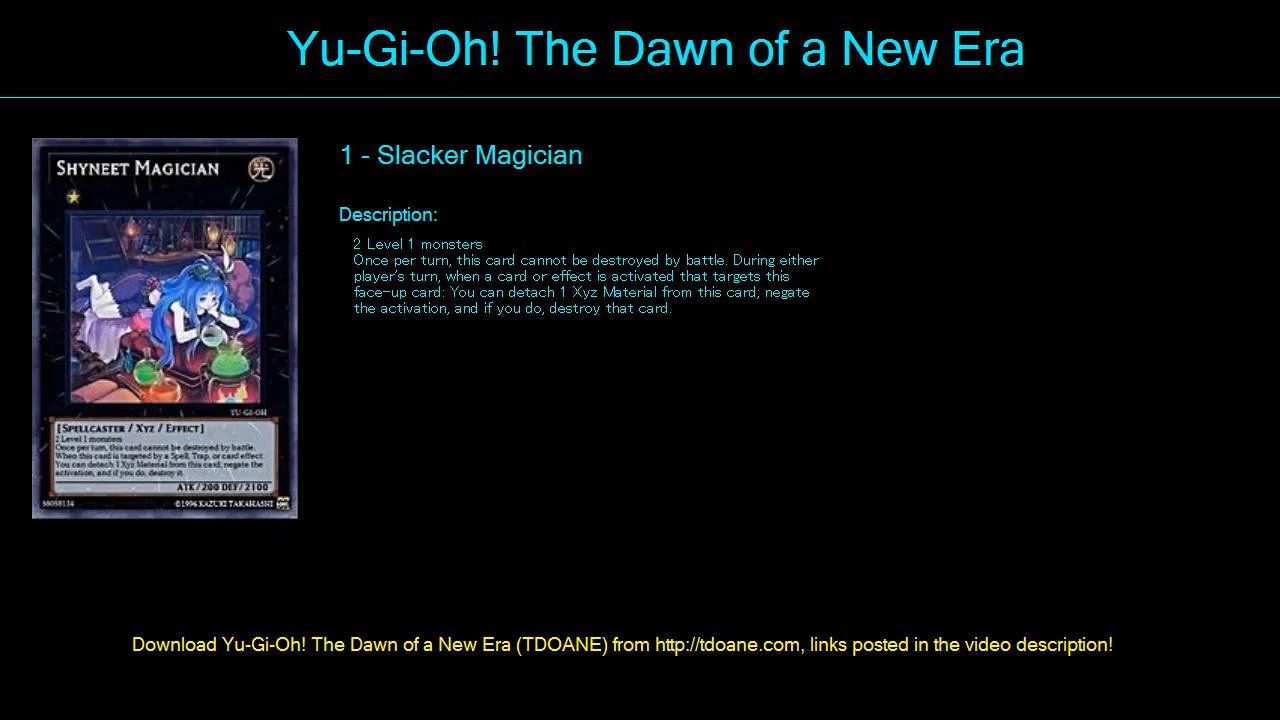 Yu-Gi-Oh! The Dawn of a New Era
SHYNEET MAGICIAN
光
1 - Slacker Magician
Description:
2 Level 1 monsters
Once per turn, this card cannot be destroyed by battle. During either
player's turn, when a card or effect is activated that targets this
face-up card: You can detach 1 Xyz Material from this card; negate
the activation, and if you do, destroy that card.
YU-GI-OH
[SPELLCASTER / XYZ / EFFECT]
2 Level 1 monsters
Once per turn, this card cannot be destroyed by battle.
When this card is targeted by a Spell, Trap, or card effect:
You can detach 1 Xyz Material from this card; negate the
activation, and if you do, destroy it.
ATK / 200 DEF / 2100
58058134
©1996 KAZUKI TAKAHASHI
Download Yu-Gi-Oh! The Dawn of a New Era (TDOANE) from http://tdoane.com, links posted in the video description!